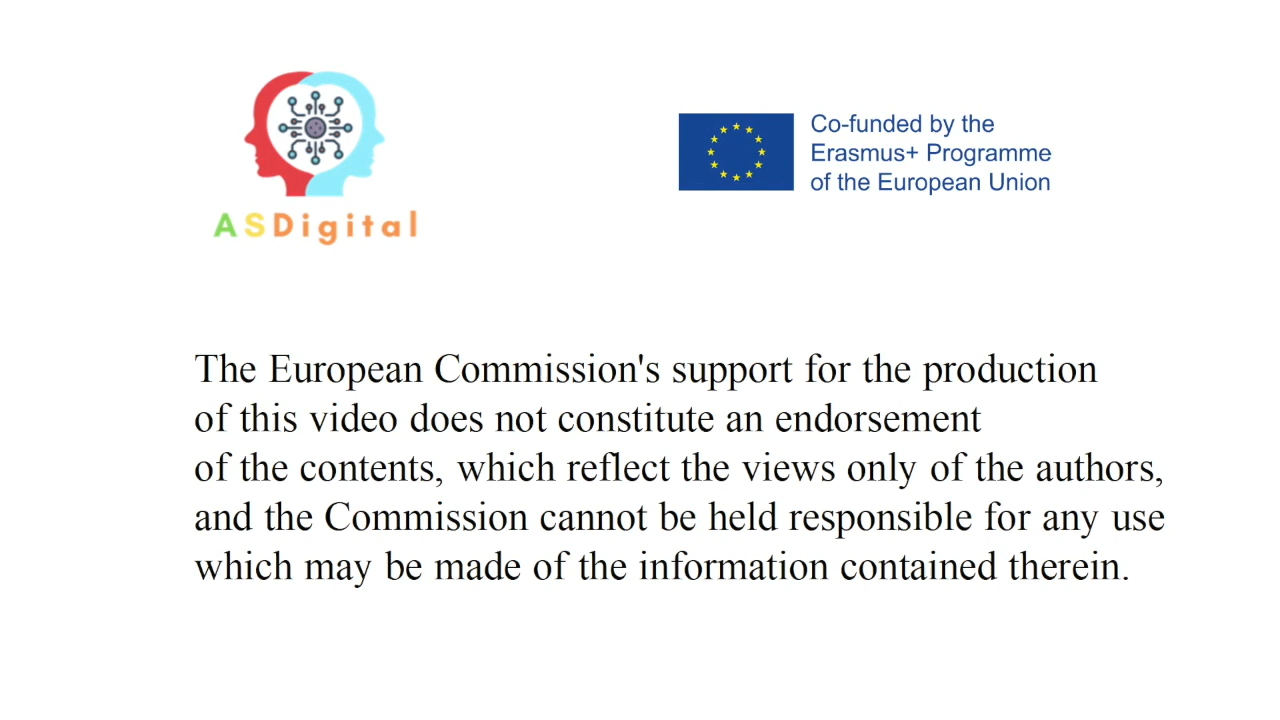 ASDigital
Co-funded by the
Erasmus+ Programme
of the European Union
The European Commission's support for the production
of this video does not constitute an endorsement
of the contents, which reflect the views only of the authors,
and the Commission cannot be held responsible for any use
which may be made of the information contained therein.